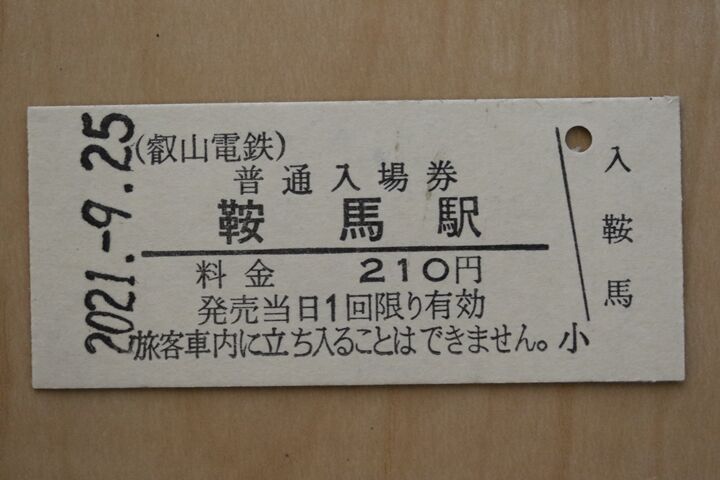 2021.-9.25
(叡山電鉄)
普通入場券
鞍馬駅
料金 210円
発売当日1回限り有効
旅客車内に立ち入ることはできません。
小
入
鞍
馬